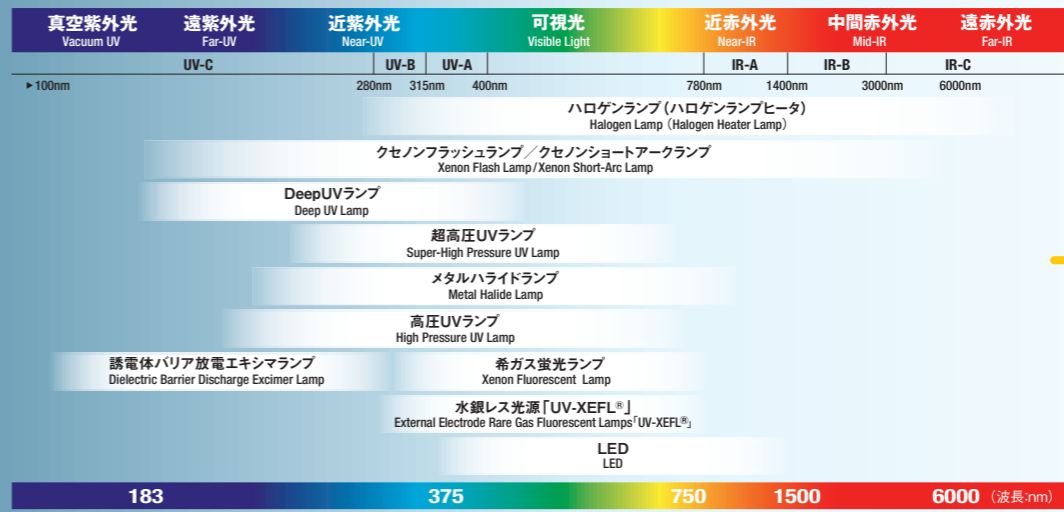 真空紫外光 遠紫外光 近紫外光 可視光 近赤外光 中間赤外光 遠赤外光
Vacuum UV Far-UV Near-UV Visible Light Near-IR Mid-IR Far-IR
UV-C UV-B UV-A IR-A IR-B IR-C
►100nm 280nm 315nm 400nm 780nm 1400nm 3000nm 6000nm
ハロゲンランプ(ハロゲンランプヒータ)
Halogen Lamp (Halogen Heater Lamp)
クセノンフラッシュランプ/クセノンショートアークランプ
Xenon Flash Lamp/Xenon Short-Arc Lamp
DeepUVランプ
Deep UV Lamp
超高圧UVランプ
Super-High Pressure UV Lamp
メタルハライドランプ
Metal Halide Lamp
高圧UVランプ
High Pressure UV Lamp
誘電体バリア放電エキシマランプ 希ガス蛍光ランプ
Dielectric Barrier Discharge Excimer Lamp Xenon Fluorescent Lamp
水銀レス光源「UV-XEFL®」
External Electrode Rare Gas Fluorescent Lamps「UV-XEFL®」
LED
LED
183 375 750 1500 6000 (波長:nm)